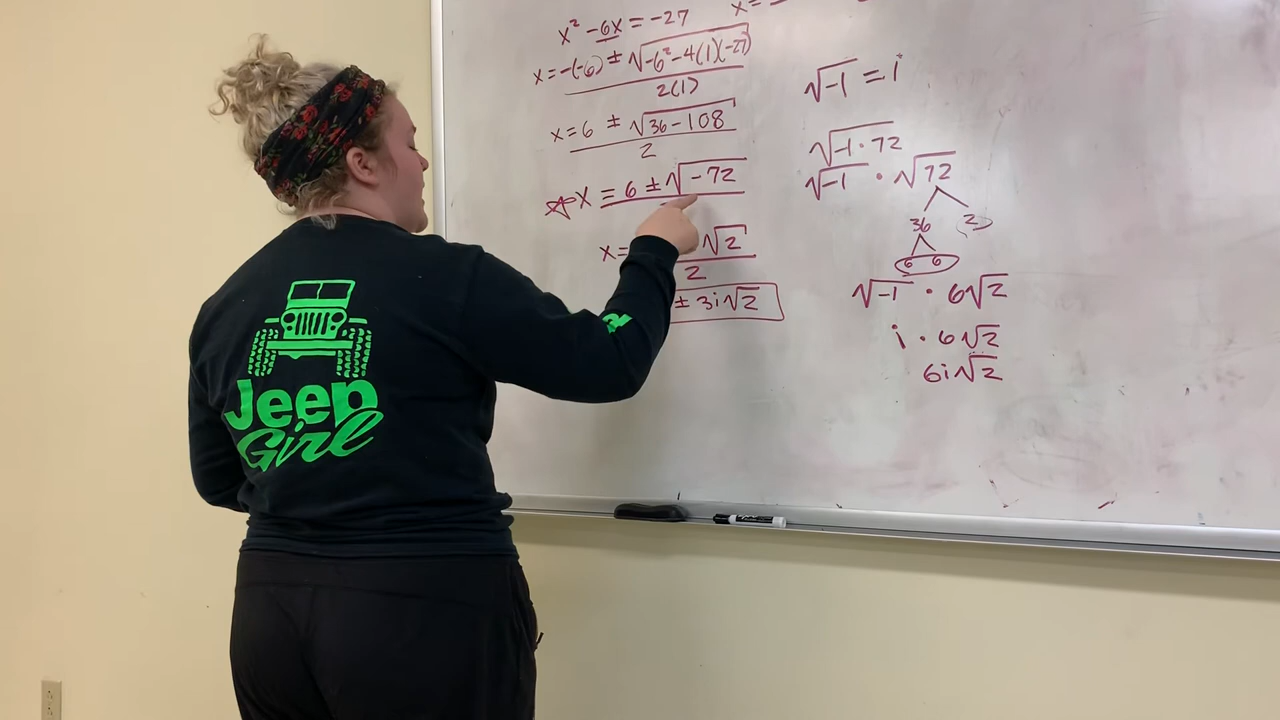 x² - 6x = -27
x=
x = -(-6) ± √-6² - 4(1)(-27)
2(1)
x = 6 ± √36 - 108
2
x = 6 ± √-72
x= √2
2
± 3i√2
√-1 = i
√-1 · 72
√-1 · √72
36 2
6 6
√-1 · 6√2
i · 6√2
6i√2
Jeep
Girl